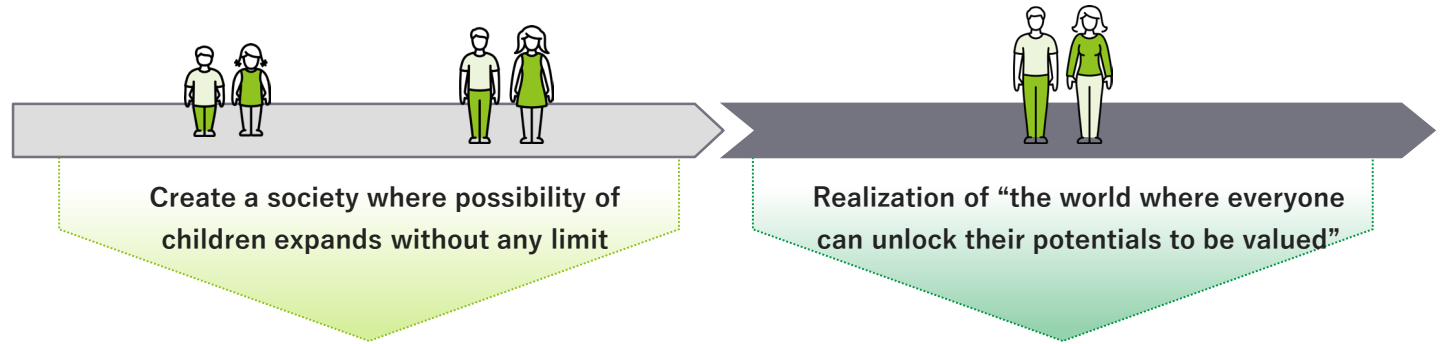 Create a society where possibility of
children expands without any limit
Realization of “the world where everyone
can unlock their potentials to be valued”